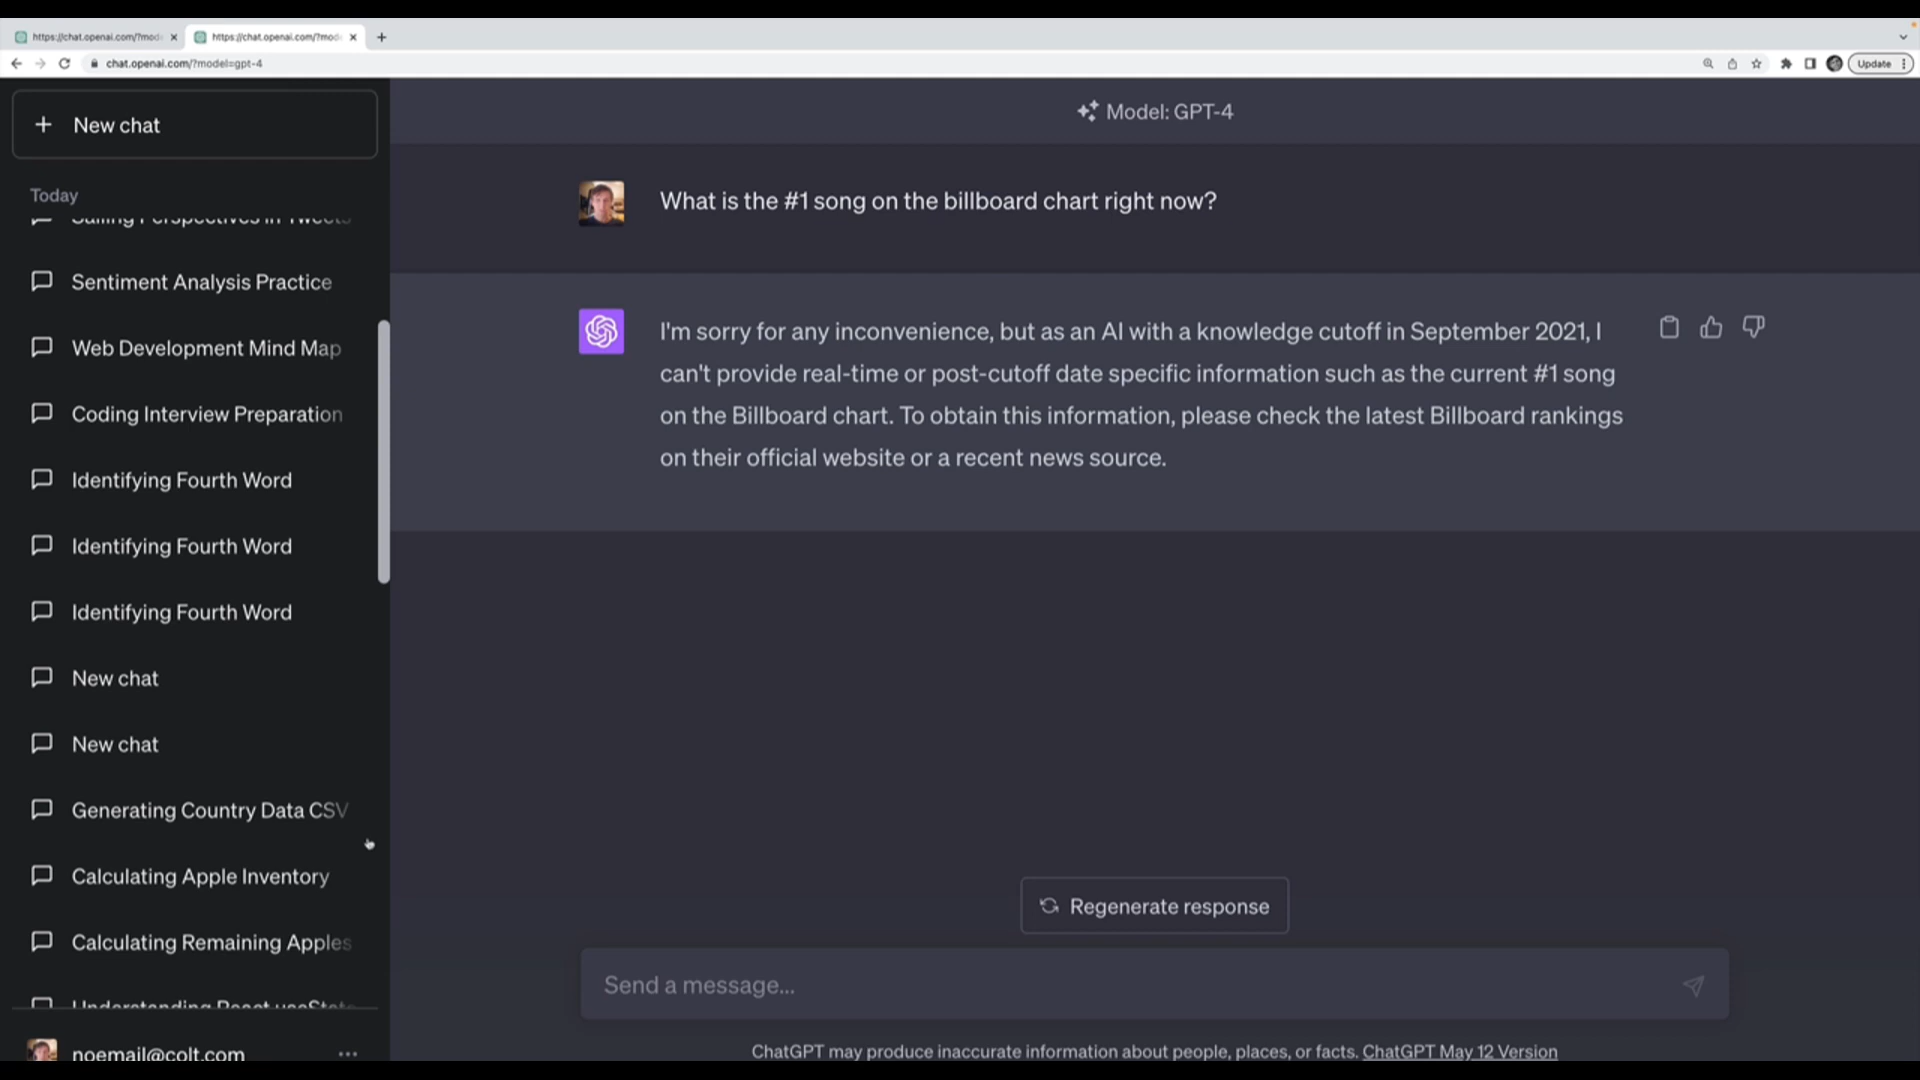 https://chat.openai.com/?mod
https://chat.openai.com/?mod
chat.openai.com/?model=gpt-4
Update
New chat
Today
Sentiment Analysis Practice
Web Development Mind Map
Coding Interview Preparation
Identifying Fourth Word
Identifying Fourth Word
Identifying Fourth Word
New chat
New chat
Generating Country Data CSV
Calculating Apple Inventory
Calculating Remaining Apples
Understanding React useState
noemail@colt.com
Model: GPT-4
What is the #1 song on the billboard chart right now?
I'm sorry for any inconvenience, but as an AI with a knowledge cutoff in September 2021, I
can't provide real-time or post-cutoff date specific information such as the current #1 song
on the Billboard chart. To obtain this information, please check the latest Billboard rankings
on their official website or a recent news source.
Regenerate response
Send a message...
ChatGPT may produce inaccurate information about people, places, or facts. ChatGPT May 12 Version